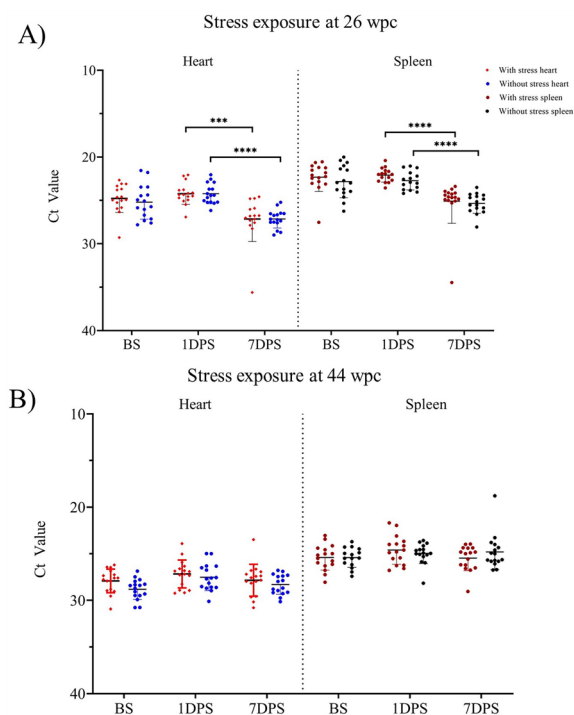 Stress exposure at 26 wpc
A)
Heart
Spleen
With stress heart
Without stress heart
With stress spleen
Without stress spleen
Ct Value
10
20
30
40
***
****
****
****
BS
1DPS
7DPS
BS
1DPS
7DPS
Stress exposure at 44 wpc
B)
Heart
Spleen
Ct Value
10
20
30
40
BS
1DPS
7DPS
BS
1DPS
7DPS